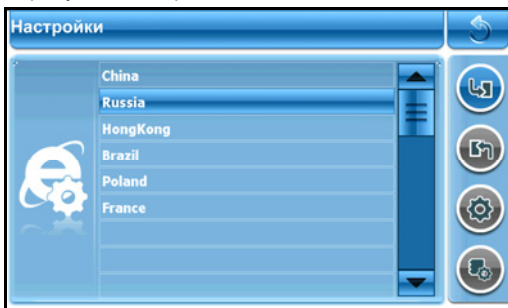 Настройки
China
Russia
HongKong
Brazil
Poland
France